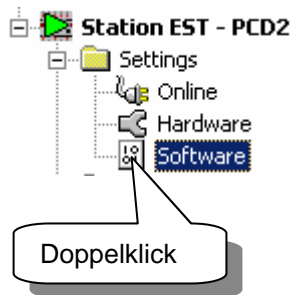 Station EST - PCD2
Settings
Online
Hardware
Software
Doppelklick